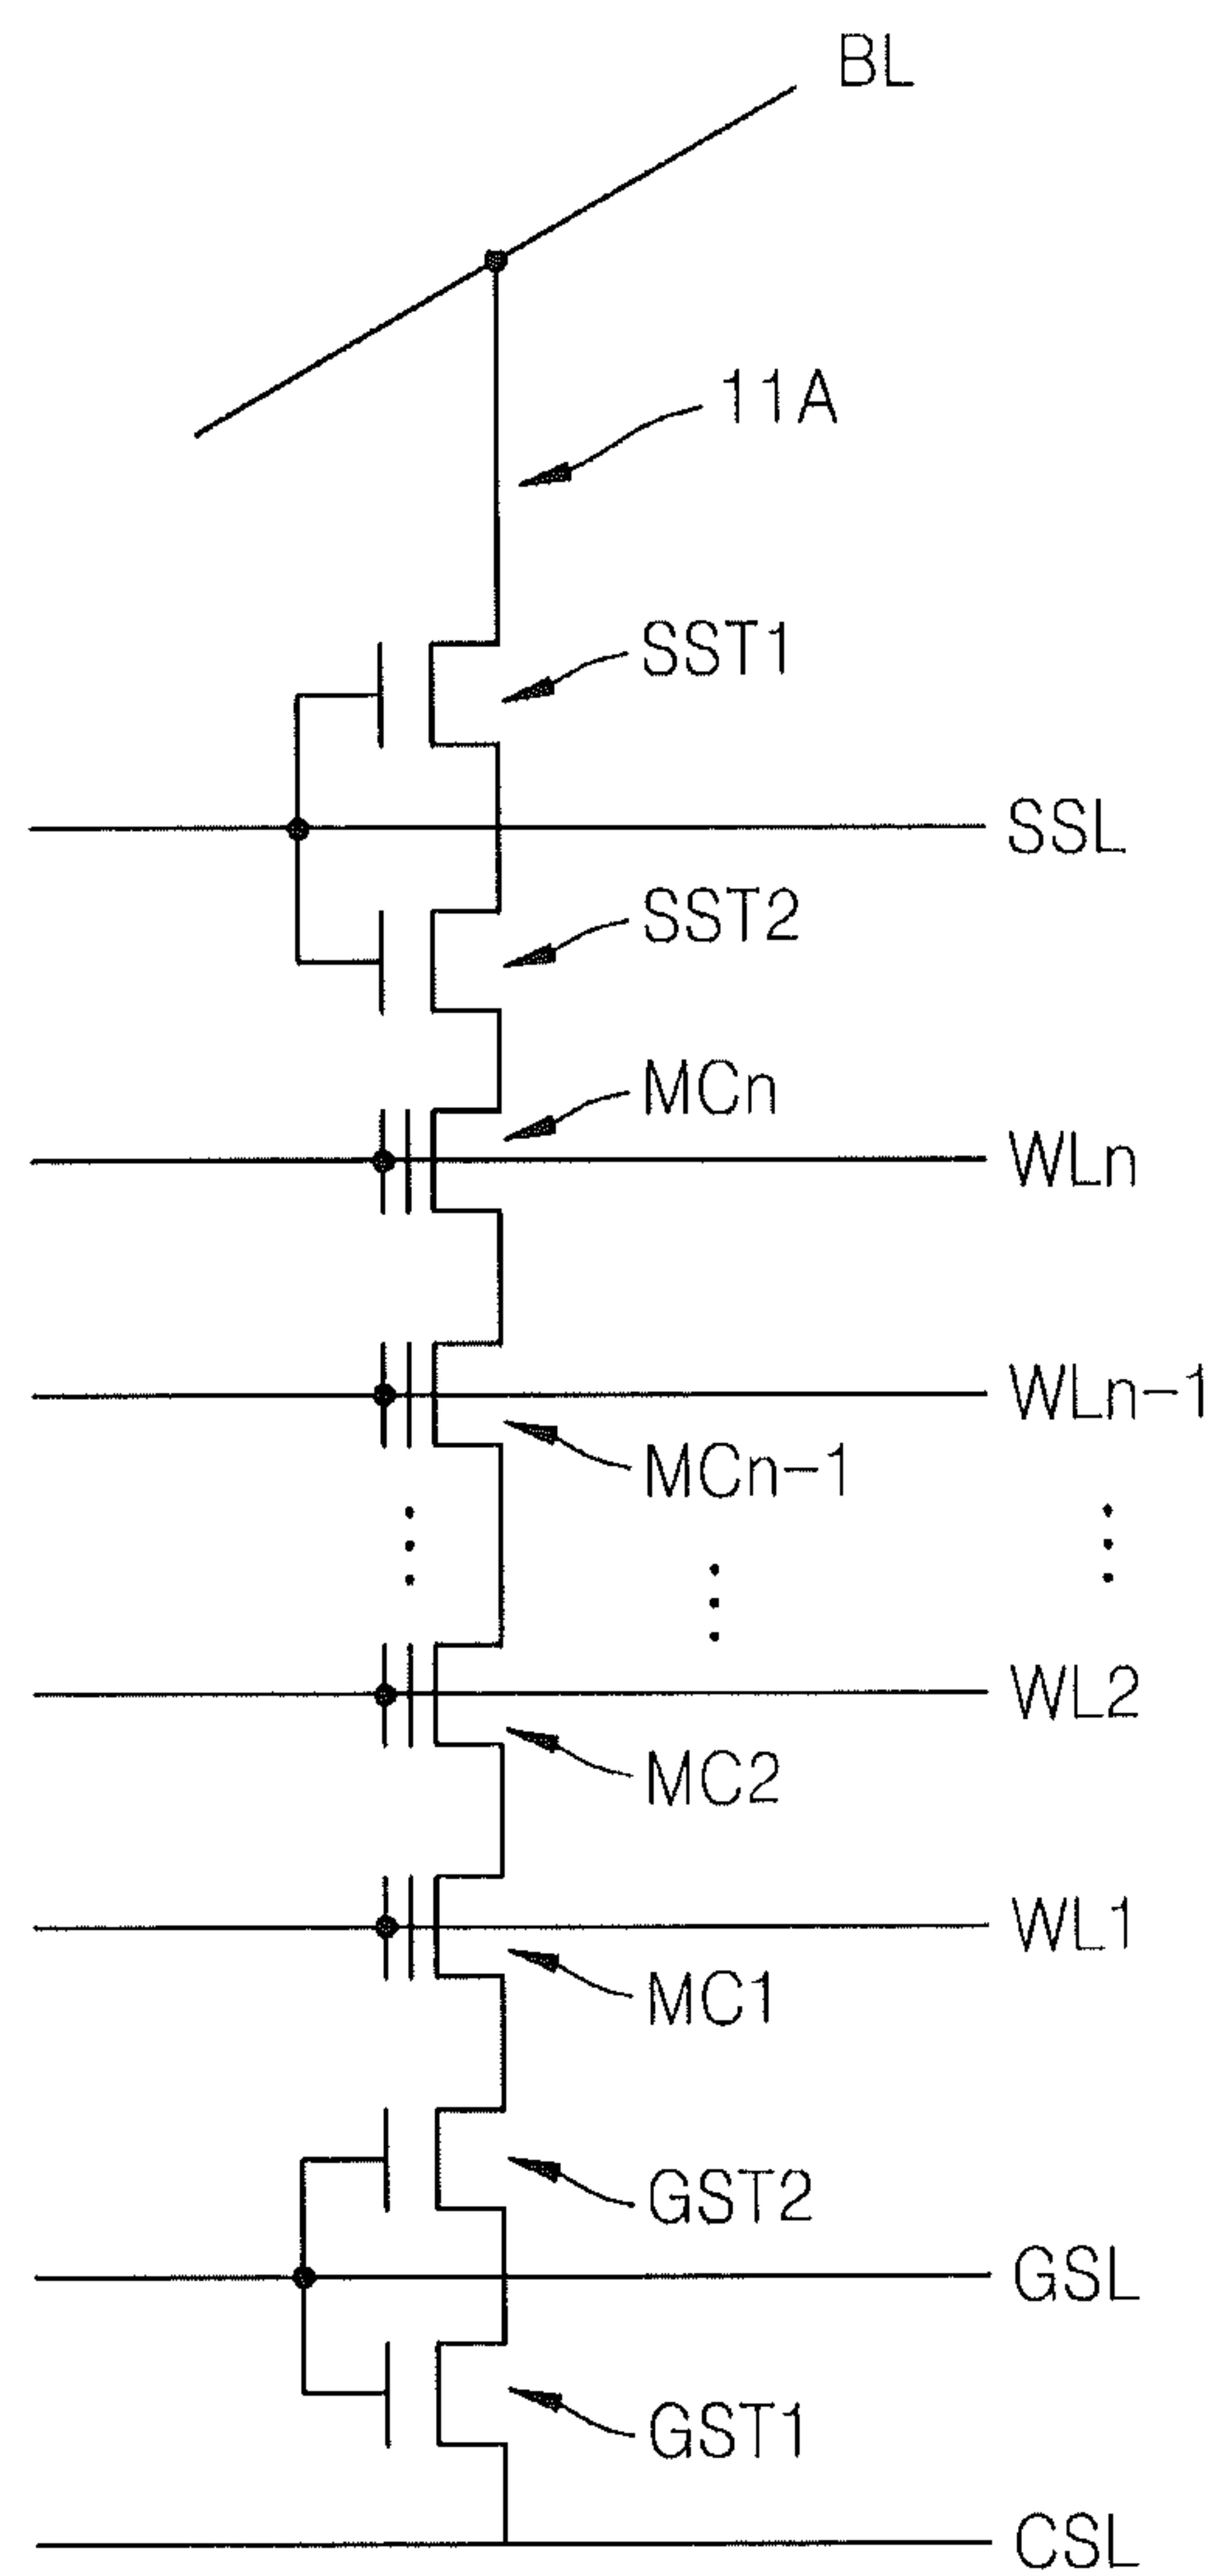 BL
11A
SST1
SSL
SST2
MCn
WLn
WLn-1
MCn-1
WL2
MC2
WL1
MC1
GST2
GSL
GST1
CSL